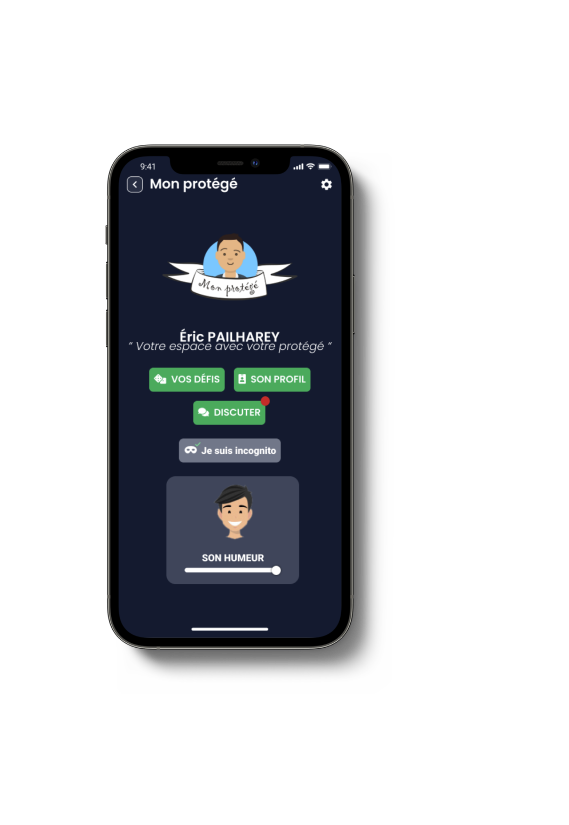 9:41
Mon protégé
Mon protégé
Éric PAILHAREY
“ Votre espace avec votre protégé ”
VOS DÉFIS
SON PROFIL
DISCUTER
Je suis incognito
SON HUMEUR